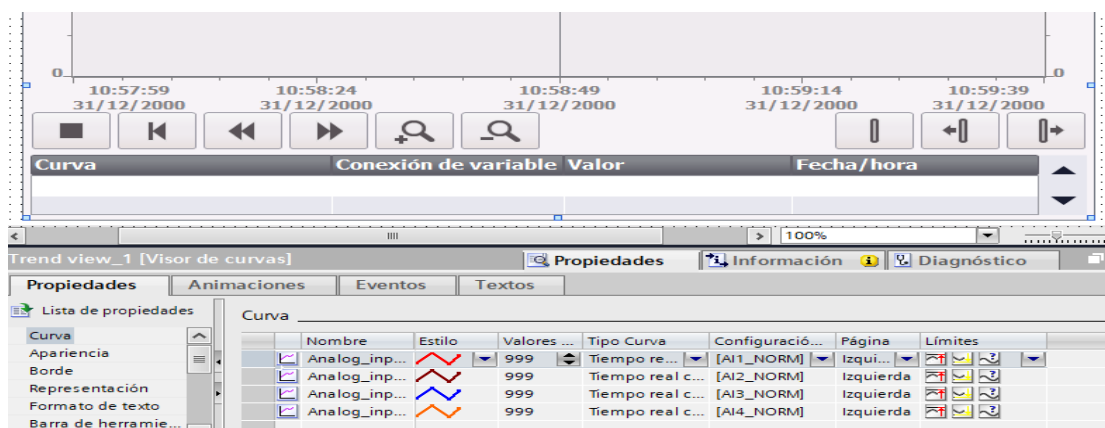 0 0
10:57:59 10:58:24 10:58:49 10:59:14 10:59:39
31/12/2000 31/12/2000 31/12/2000 31/12/2000 31/12/2000
Curva Conexión de variable Valor Fecha/hora
100%
Trend view_1 [Visor de curvas] Propiedades Información Diagnóstico
Propiedades Animaciones Eventos Textos
Lista de propiedades
Curva
Curva
Apariencia
Borde
Representación
Formato de texto
Barra de herramie...
Nombre Estilo Valores ... Tipo Curva Configuració... Página Límites
Analog_inp... 999 Tiempo re... [AI1_NORM] Izqui...
Analog_inp... 999 Tiempo real c... [AI2_NORM] Izquierda
Analog_inp... 999 Tiempo real c... [AI3_NORM] Izquierda
Analog_inp... 999 Tiempo real c... [AI4_NORM] Izquierda